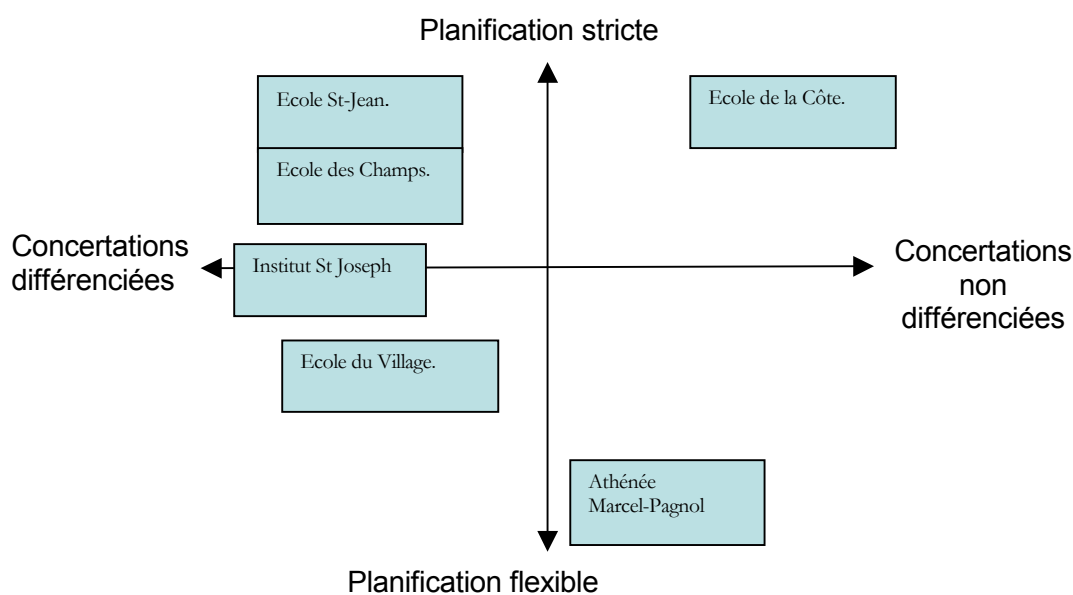 Planification stricte
Ecole St-Jean.
Ecole de la Côte.
Ecole des Champs.
Concertations
différenciées
Institut St Joseph
Concertations
non
différenciées
Ecole du Village.
Athénée
Marcel-Pagnol
Planification flexible